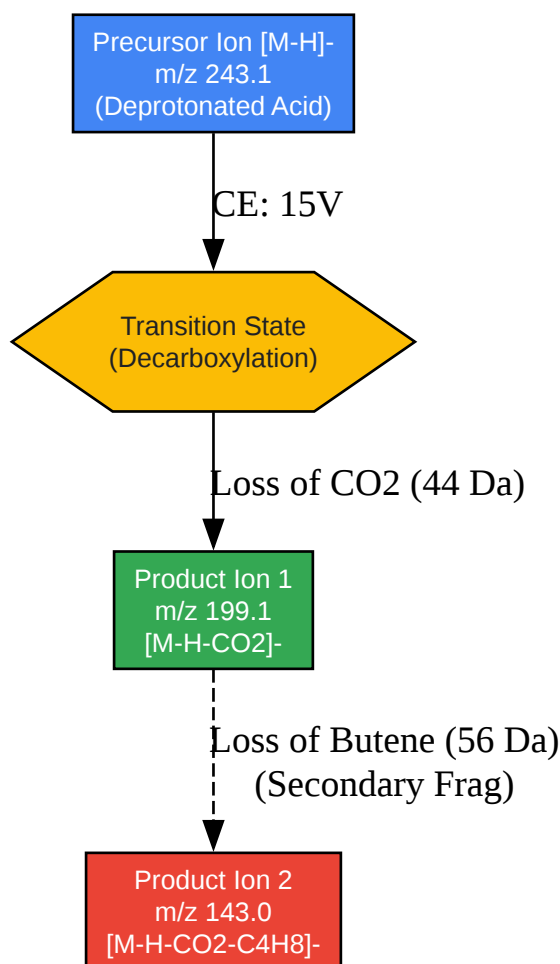 Precursor Ion [M-H]-
m/z 243.1
(Deprotonated Acid)
CE: 15V
Transition State
(Decarboxylation)
Loss of CO2 (44 Da)
Product Ion 1
m/z 199.1
[M-H-CO2]-
Loss of Butene (56 Da)
(Secondary Frag)
Product Ion 2
m/z 143.0
[M-H-CO2-C4H8]-